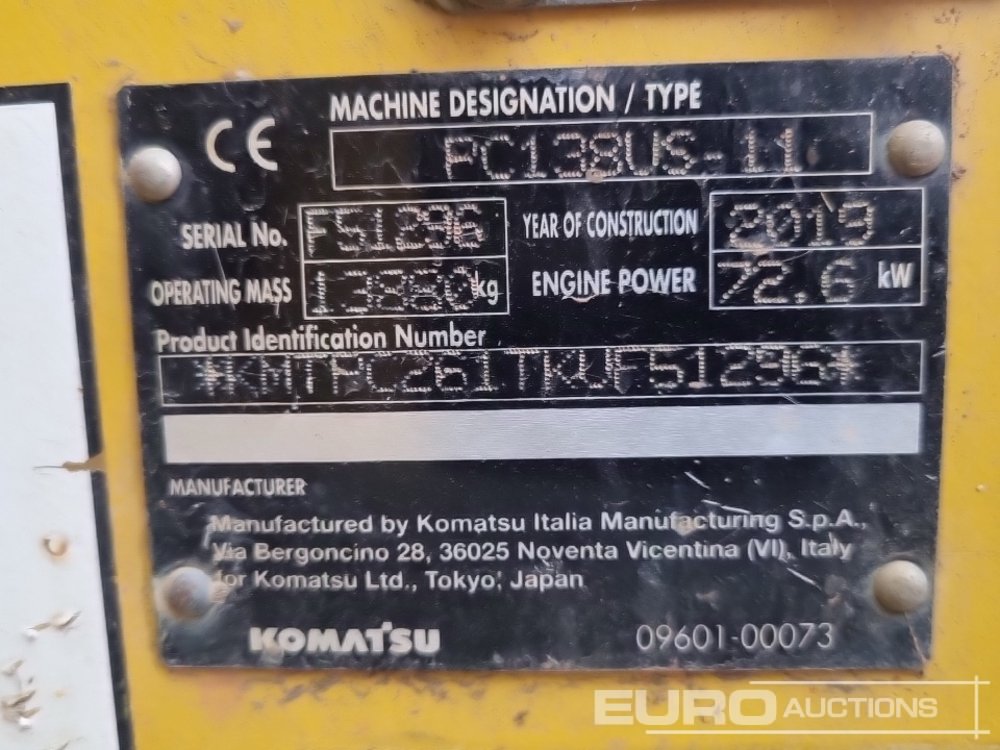 CE
MACHINE DESIGNATION / TYPE
PC138US-11
SERIAL No. F51296
YEAR OF CONSTRUCTION 2019
OPERATING MASS 13880 kg
ENGINE POWER 72.6 kW
Product Identification Number
*KMTPC261TKWF51296*
MANUFACTURER
Manufactured by Komatsu Italia Manufacturing S.p.A.,
Via Bergoncino 28, 36025 Noventa Vicentina (VI), Italy
for Komatsu Ltd., Tokyo, Japan
KOMATSU
09601-00073
EURO AUCTIONS